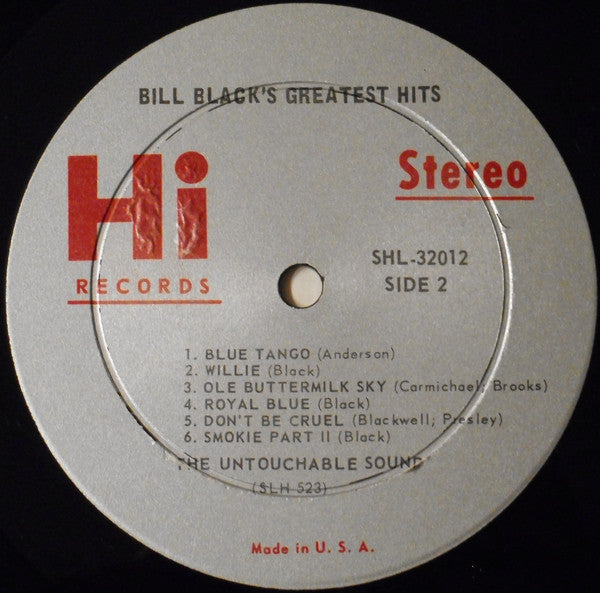 BILL BLACK'S GREATEST HITS
Hi
RECORDS
Stereo
SHL-32012
SIDE 2
1. BLUE TANGO (Anderson)
2. WILLIE (Black)
3. OLE BUTTERMILK SKY (Carmichael; Brooks)
4. ROYAL BLUE (Black)
5. DON'T BE CRUEL (Blackwell; Presley)
6. SMOKIE PART II (Black)
"THE UNTOUCHABLE SOUND"
(SLH 523)
Made in U. S. A.